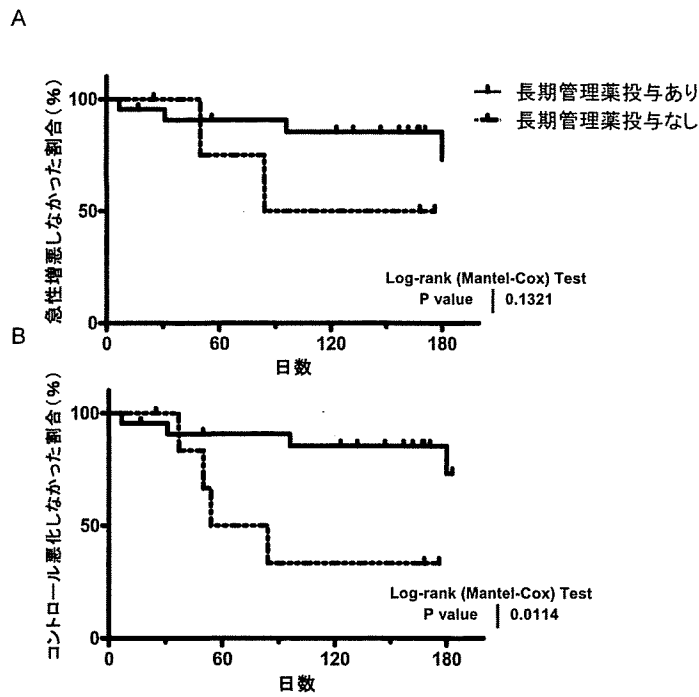 A
急性増悪しなかった割合(%)
100
50
0
0 60 120 180
日数
長期管理薬投与あり
長期管理薬投与なし
Log-rank (Mantel-Cox) Test
P value 0.1321
B
コントロール悪化しなかった割合(%)
100
50
0
0 60 120 180
日数
Log-rank (Mantel-Cox) Test
P value 0.0114